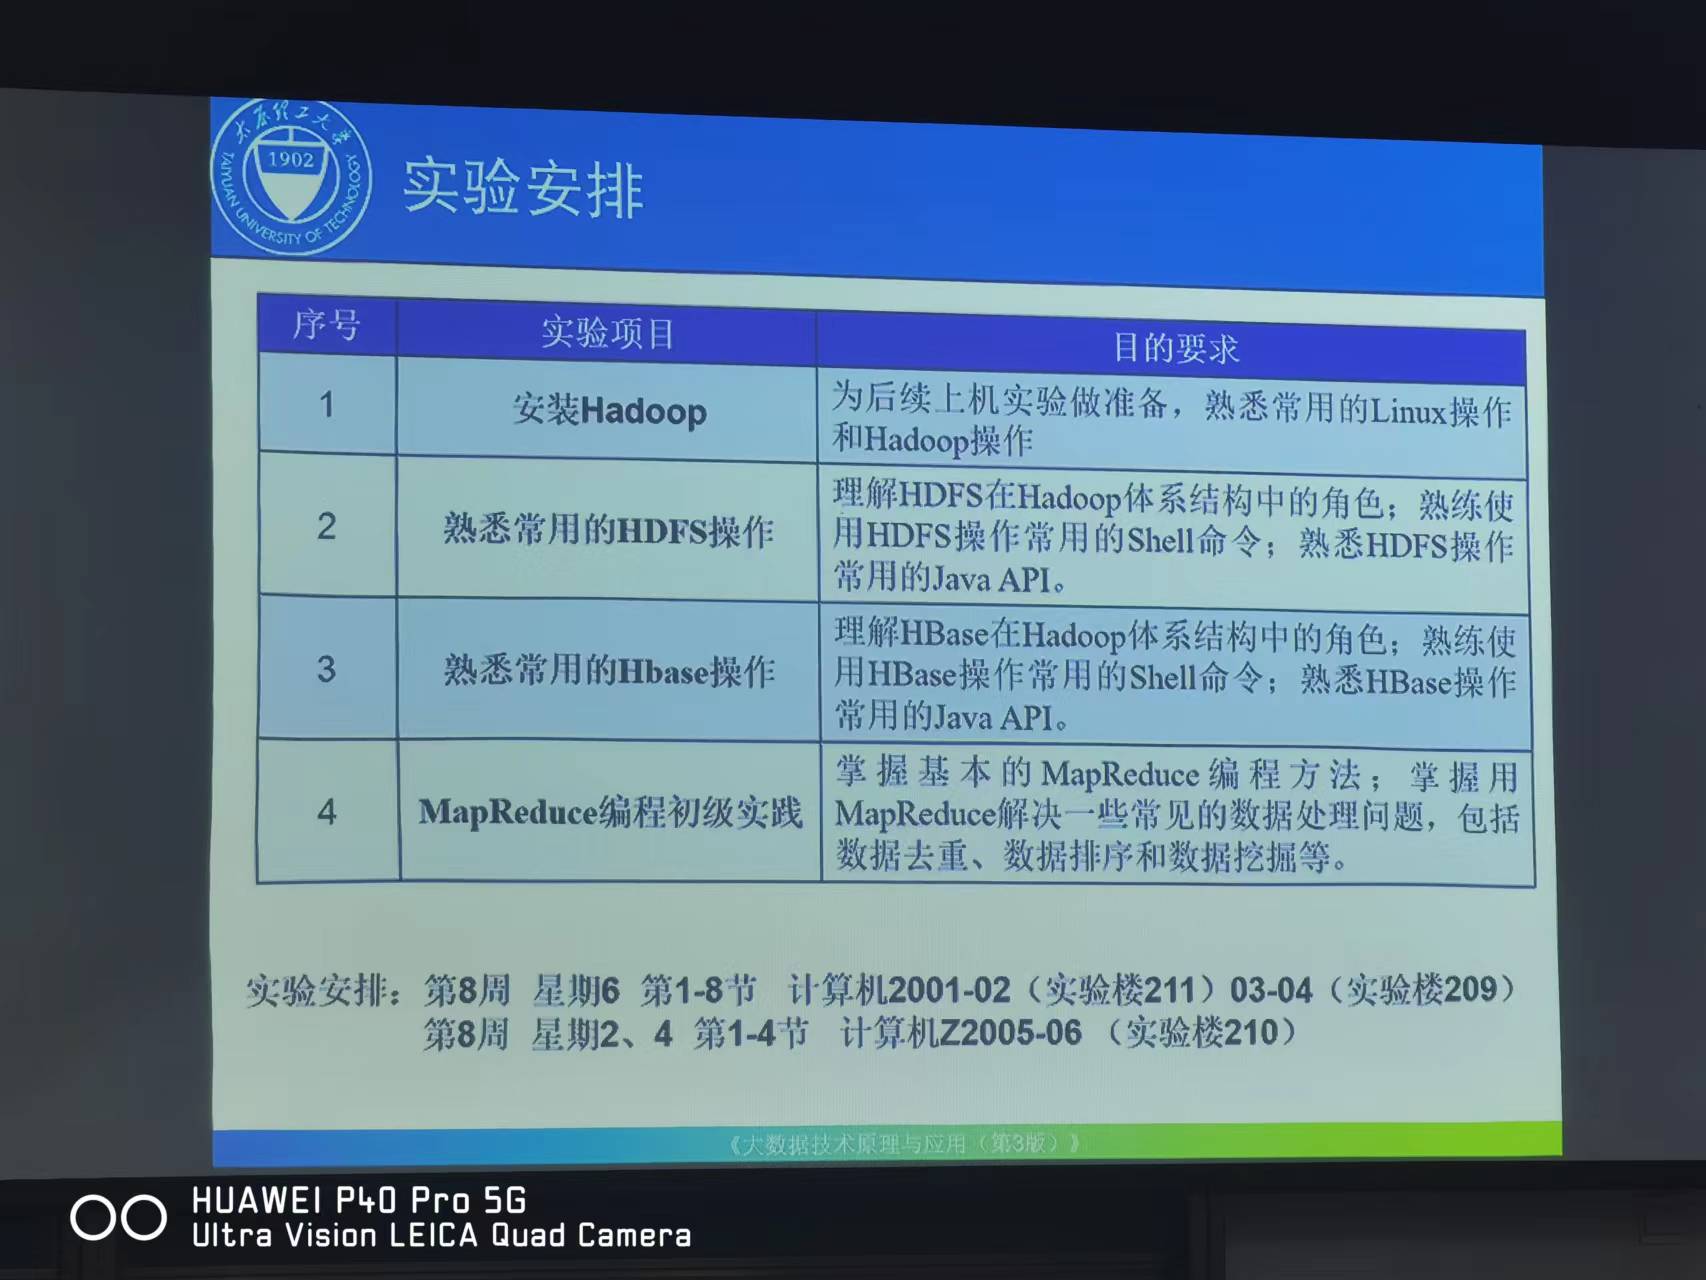 太原理工大学
1902
TAIYUAN UNIVERSITY OF TECHNOLOGY
实验安排
序号 实验项目 目的要求
1 安装Hadoop 为后续上机实验做准备，熟悉常用的Linux操作
和Hadoop操作
2 熟悉常用的HDFS操作 理解HDFS在Hadoop体系结构中的角色；熟练使
用HDFS操作常用的Shell命令；熟悉HDFS操作
常用的Java API。
3 熟悉常用的Hbase操作 理解HBase在Hadoop体系结构中的角色；熟练使
用HBase操作常用的Shell命令；熟悉HBase操作
常用的Java API。
4 MapReduce编程初级实践 掌握基本的MapReduce编程方法；掌握用
MapReduce解决一些常见的数据处理问题，包括
数据去重、数据排序和数据挖掘等。
实验安排：第8周 星期6 第1-8节 计算机2001-02（实验楼211）03-04（实验楼209）
第8周 星期2、4 第1-4节 计算机Z2005-06（实验楼210）
《大数据技术原理与应用（第3版）》
HUAWEI P40 Pro 5G
Ultra Vision LEICA Quad Camera